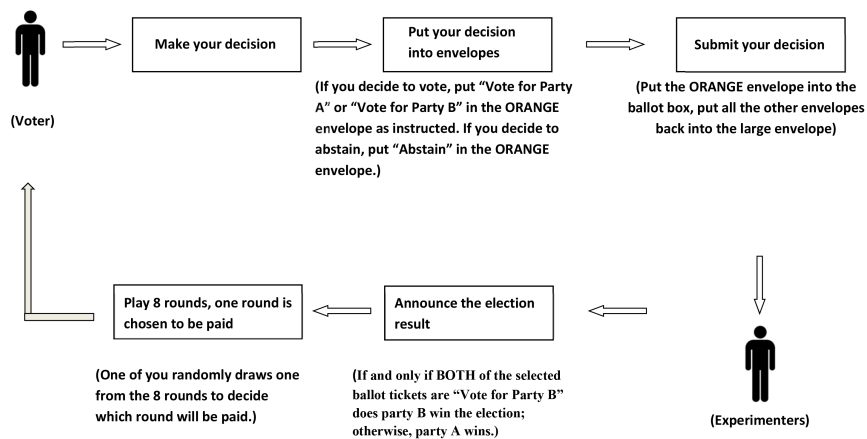 Make your decision
Put your decision
into envelopes
Submit your decision
(Voter)
(If you decide to vote, put “Vote for Party
A” or “Vote for Party B” in the ORANGE
envelope as instructed. If you decide to
abstain, put “Abstain” in the ORANGE
envelope.)
(Put the ORANGE envelope into the
ballot box, put all the other envelopes
back into the large envelope)
Play 8 rounds, one round is
chosen to be paid
Announce the election
result
(One of you randomly draws one
from the 8 rounds to decide
which round will be paid.)
(If and only if BOTH of the selected
ballot tickets are “Vote for Party B”
does party B win the election;
otherwise, party A wins.)
(Experimenters)